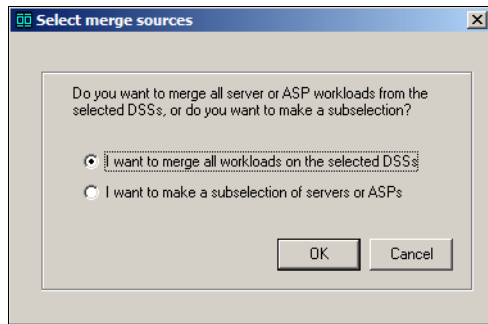 Select merge sources
Do you want to merge all server or ASP workloads from the
selected DSSs, or do you want to make a subselection?
I want to merge all workloads on the selected DSSs
I want to make a subselection of servers or ASPs
OK
Cancel